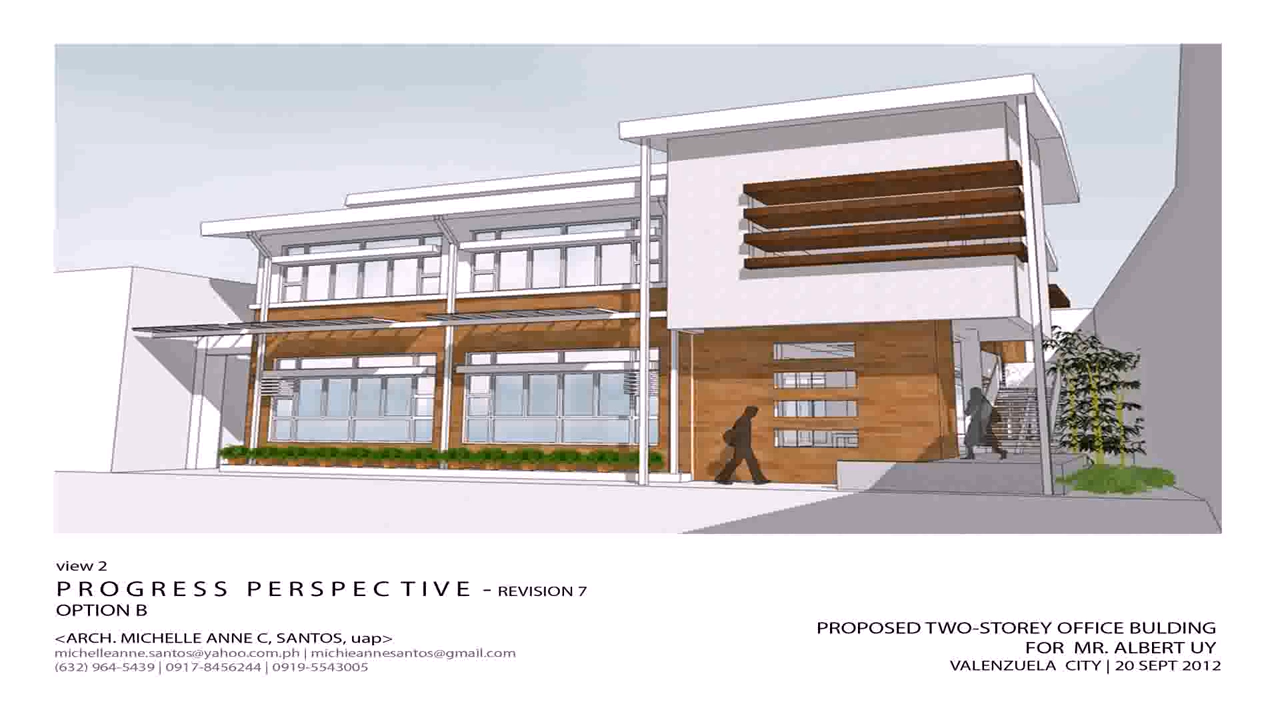 view 2
PROGRESS PERSPECTIVE - REVISION 7
OPTION B
<ARCH. MICHELLE ANNE C, SANTOS, uap>
michelleanne.santos@yahoo.com.ph | michieannesantos@gmail.com
(632) 964-5439 | 0917-8456244 | 0919-5543005
PROPOSED TWO-STOREY OFFICE BULDING
FOR MR. ALBERT UY
VALENZUELA CITY | 20 SEPT 2012